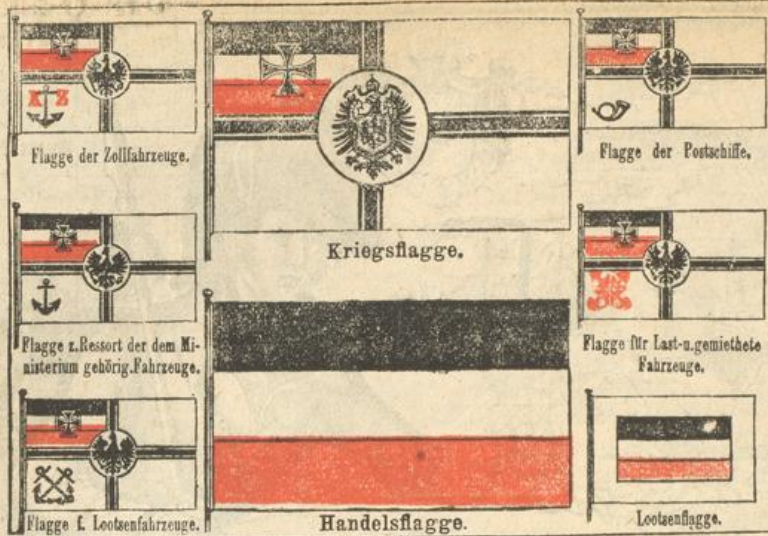 K Z
Flagge der Zollfahrzeuge.
Kriegsflagge.
Flagge der Postschiffe.
Flagge z.Ressort der dem Mi-
nisterium gehörig.Fahrzeuge.
Flagge für Last-u.gemiethete
Fahrzeuge.
Flagge f. Lootsenfahrzeuge.
Handelsflagge.
Lootsenflagge.